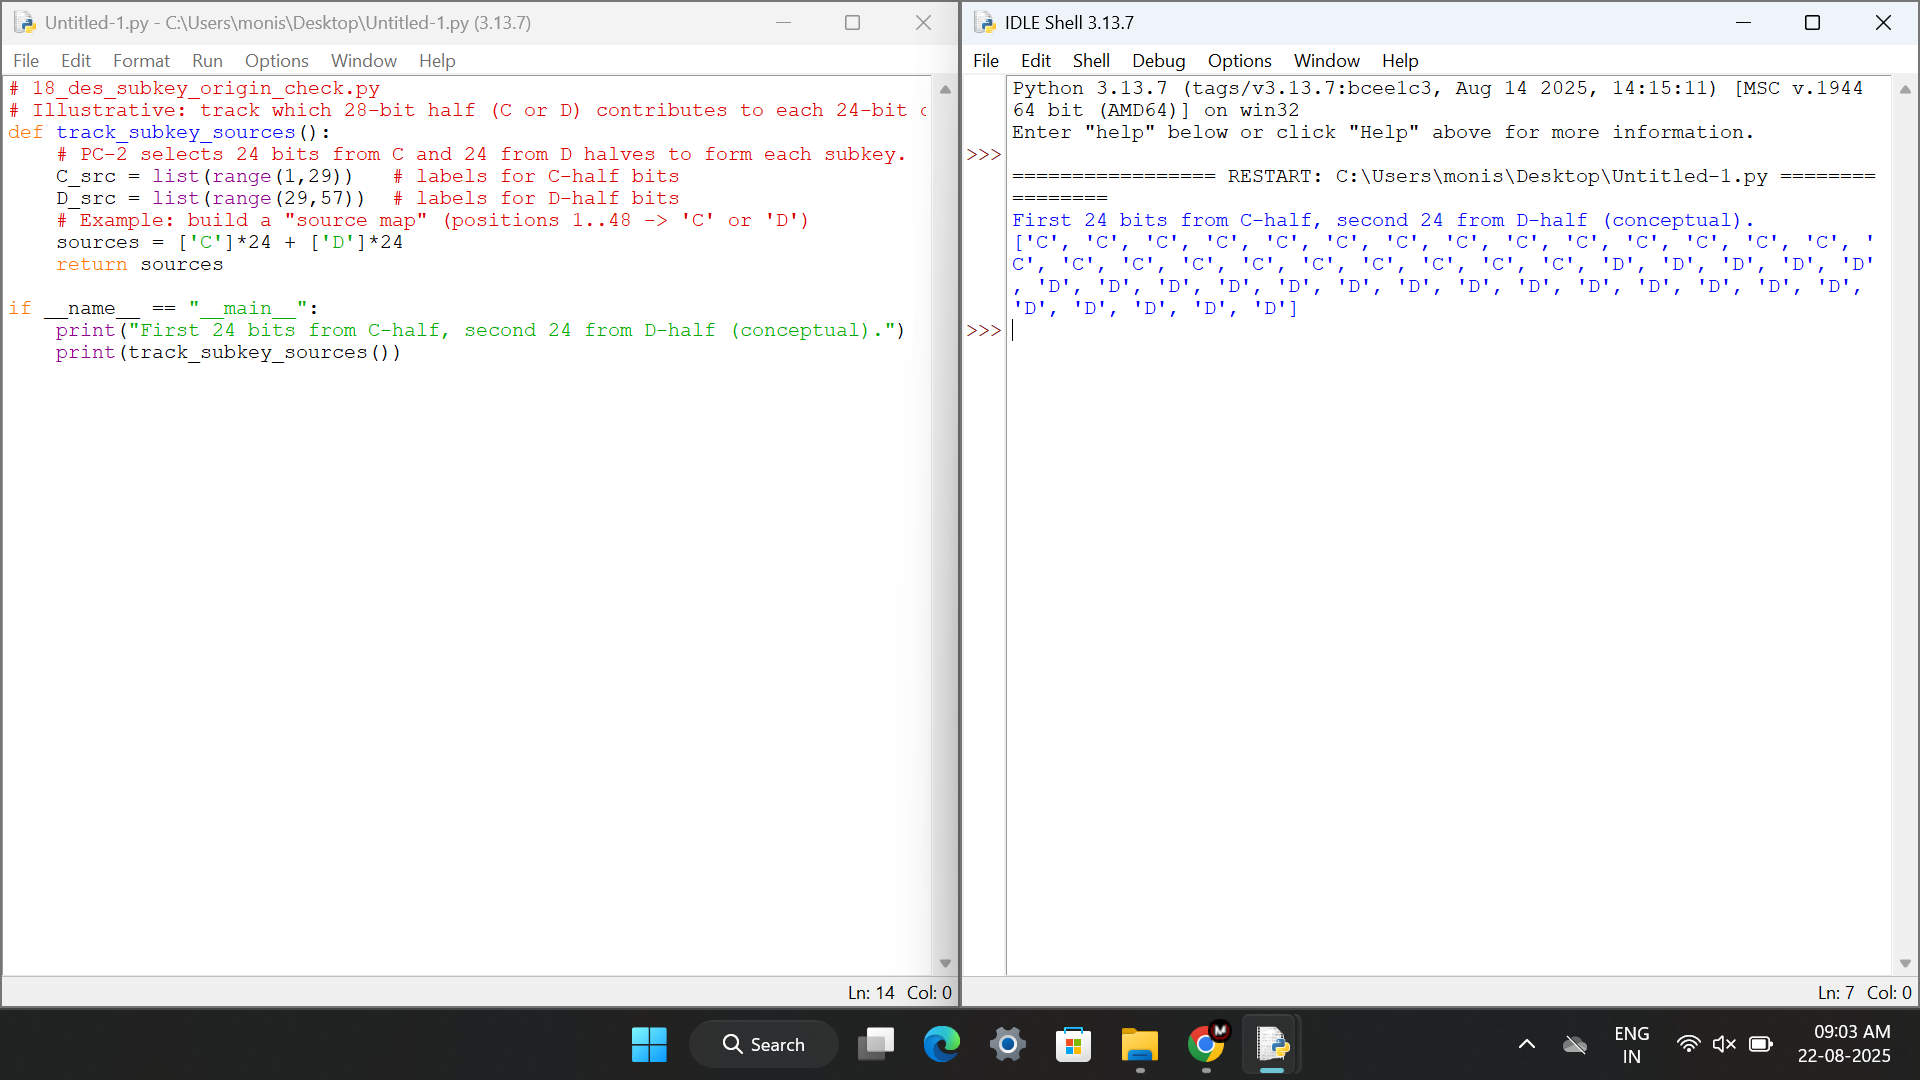 Untitled-1.py - C:\Users\monis\Desktop\Untitled-1.py (3.13.7)
File Edit Format Run Options Window Help
# 18_des_subkey_origin_check.py
# Illustrative: track which 28-bit half (C or D) contributes to each 24-bit
def track_subkey_sources():
    # PC-2 selects 24 bits from C and 24 from D halves to form each subkey.
    C_src = list(range(1,29))   # labels for C-half bits
    D_src = list(range(29,57))  # labels for D-half bits
    # Example: build a "source map" (positions 1..48 -> 'C' or 'D')
    sources = ['C']*24 + ['D']*24
    return sources
if __name__ == "__main__":
    print("First 24 bits from C-half, second 24 from D-half (conceptual).")
    print(track_subkey_sources())
Ln: 14 Col: 0
IDLE Shell 3.13.7
File Edit Shell Debug Options Window Help
Python 3.13.7 (tags/v3.13.7:bcee1c3, Aug 14 2025, 14:15:11) [MSC v.1944
64 bit (AMD64)] on win32
Enter "help" below or click "Help" above for more information.
>>>
================= RESTART: C:\Users\monis\Desktop\Untitled-1.py ========
========
First 24 bits from C-half, second 24 from D-half (conceptual).
['C', 'C', 'C', 'C', 'C', 'C', 'C', 'C', 'C', 'C', 'C', 'C', 'C', 'C', '
C', 'C', 'C', 'C', 'C', 'C', 'C', 'C', 'C', 'C', 'D', 'D', 'D', 'D', 'D'
, 'D', 'D', 'D', 'D', 'D', 'D', 'D', 'D', 'D', 'D', 'D', 'D', 'D', 'D',
'D', 'D', 'D', 'D', 'D']
>>>
Ln: 7 Col: 0
Search
M
ENG
IN
09:03 AM
22-08-2025